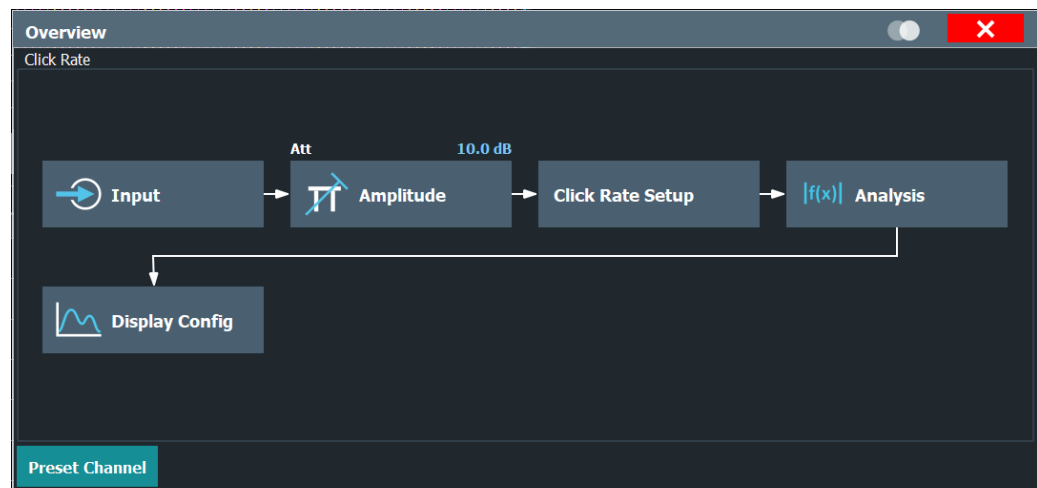 Overview
Click Rate
Att 10.0 dB
Input
Amplitude
Click Rate Setup
|f(x)| Analysis
Display Config
Preset Channel